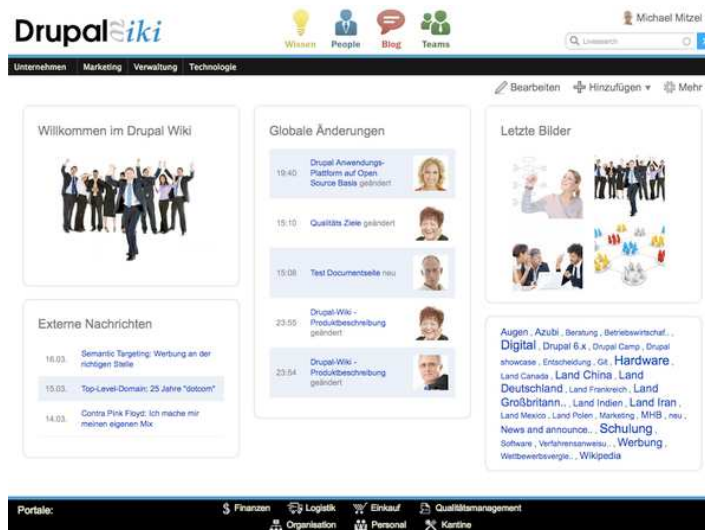 Drupal Wiki
Michael Mitzel
Wissen People Blog Teams
Livesearch
Unternehmen Marketing Verwaltung Technologie
Bearbeiten Hinzufügen Mehr
Willkommen im Drupal Wiki
Globale Änderungen
19:40 Drupal Anwendungs-
Plattform auf Open
Source Basis geändert
15:10 Qualitäts Ziele geändert
15:08 Test Documentseite neu
23:55 Drupal-Wiki -
Produktbeschreibung
geändert
23:54 Drupal-Wiki -
Produktbeschreibung
geändert
Letzte Bilder
Externe Nachrichten
16.03. Semantic Targeting: Werbung an der
richtigen Stelle
15.03. Top-Level-Domain; 25 Jahre "dotcom"
14.03. Contra Pink Floyd: Ich mache mir
meinen eigenen Mix
Augen , Azubi , Beratung , Betriebswirtschaf.. ,
Digital , Drupal 6.x , Drupal Camp , Drupal
showcase , Entscheidung , Git , Hardware ,
Land Canada , Land China , Land
Deutschland , Land Frankreich , Land
Großbritann.. , Land Indien , Land Iran ,
Land Mexico , Land Polen , Marketing , MHB , neu ,
News and announce.. , Schulung ,
Software , Verfahrensanweisu.. , Werbung ,
Wettbewerbsvergle.. , Wikipedia
Portale:
Finanzen Logistik Einkauf Qualitätsmanagement
Organisation Personal Kantine